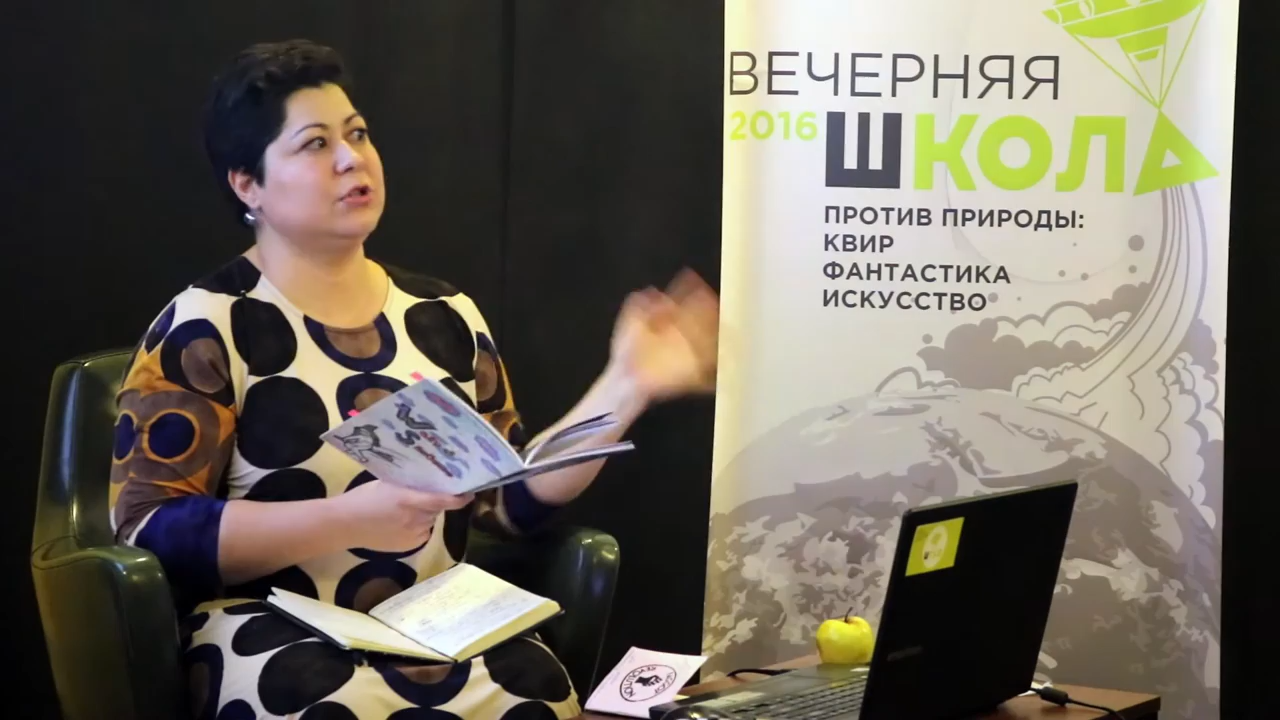 ВЕЧЕРНЯЯ
2016 ШКОЛА
ПРОТИВ ПРИРОДЫ:
КВИР
ФАНТАСТИКА
ИСКУССТВО